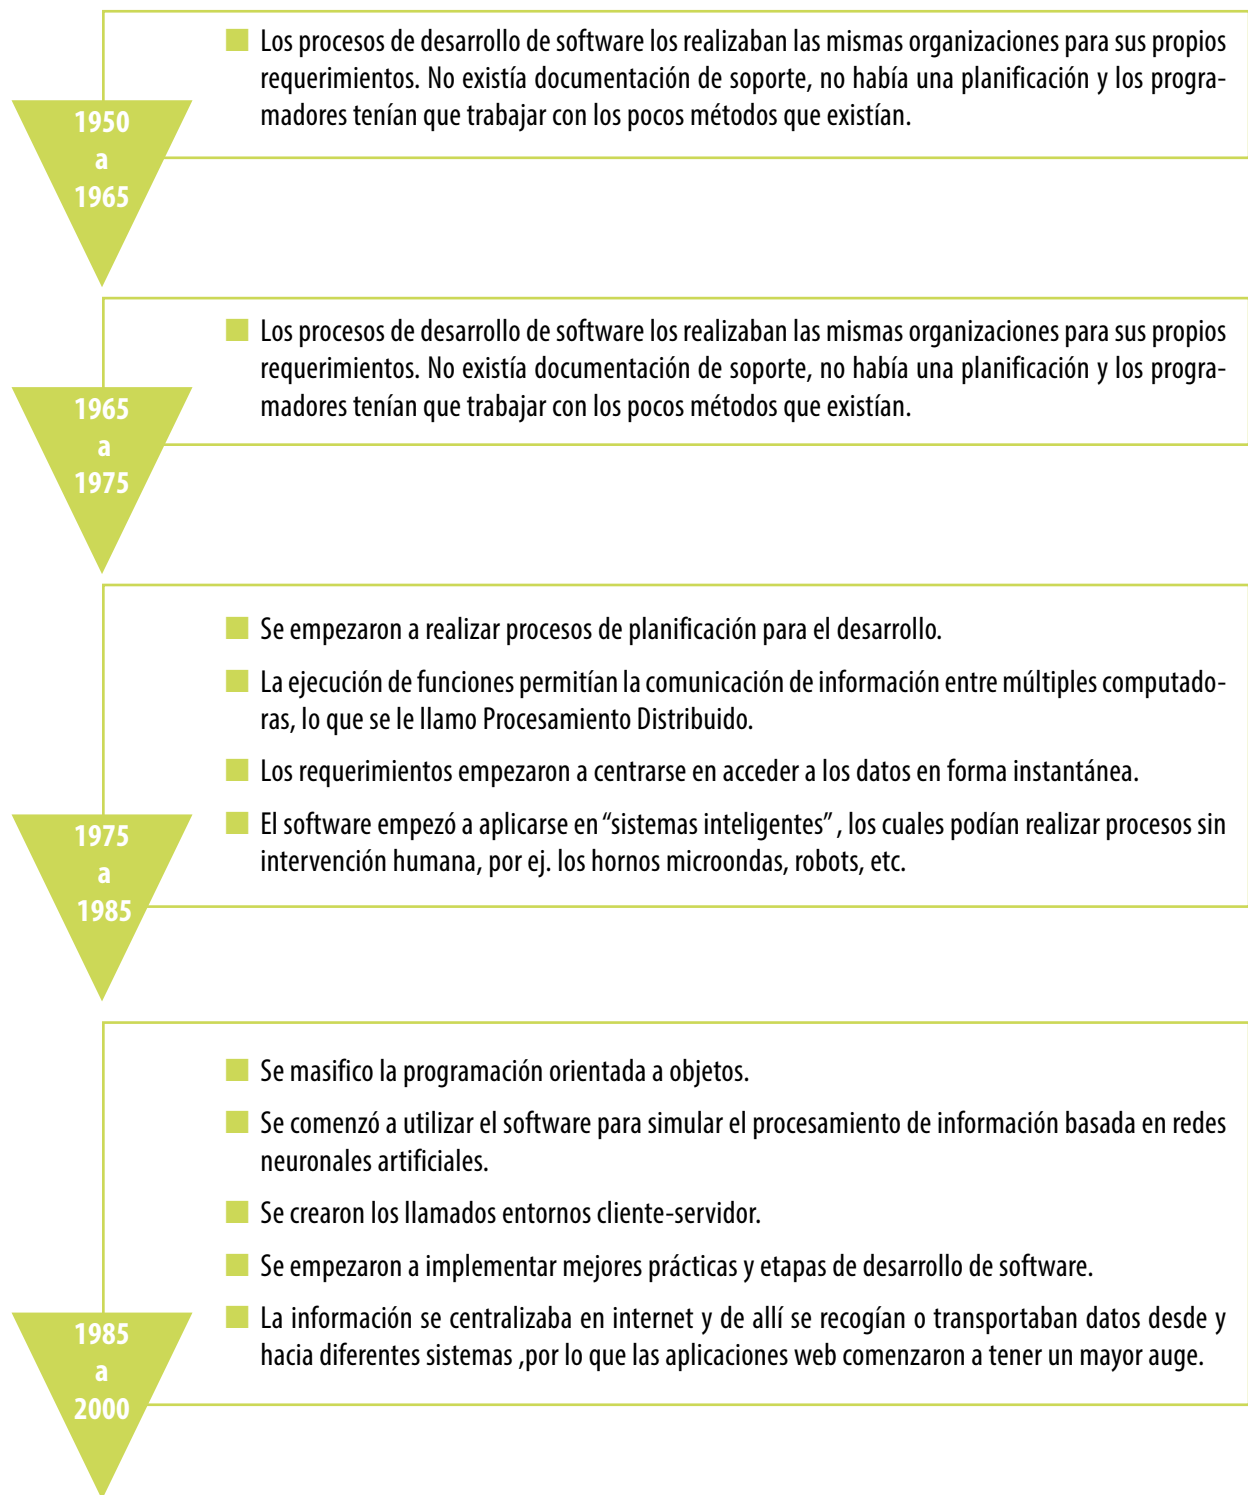 Los procesos de desarrollo de software los realizaban las mismas organizaciones para sus propios
requerimientos. No existía documentación de soporte, no había una planificación y los progra-
madores tenían que trabajar con los pocos métodos que existían.
1950
a
1965
Los procesos de desarrollo de software los realizaban las mismas organizaciones para sus propios
requerimientos. No existía documentación de soporte, no había una planificación y los progra-
madores tenían que trabajar con los pocos métodos que existían.
1965
a
1975
Se empezaron a realizar procesos de planificación para el desarrollo.
La ejecución de funciones permitían la comunicación de información entre múltiples computado-
ras, lo que se le llamo Procesamiento Distribuido.
Los requerimientos empezaron a centrarse en acceder a los datos en forma instantánea.
El software empezó a aplicarse en “sistemas inteligentes” , los cuales podían realizar procesos sin
intervención humana, por ej. los hornos microondas, robots, etc.
1975
a
1985
Se masifico la programación orientada a objetos.
Se comenzó a utilizar el software para simular el procesamiento de información basada en redes
neuronales artificiales.
Se crearon los llamados entornos cliente-servidor.
Se empezaron a implementar mejores prácticas y etapas de desarrollo de software.
La información se centralizaba en internet y de allí se recogían o transportaban datos desde y
hacia diferentes sistemas ,por lo que las aplicaciones web comenzaron a tener un mayor auge.
1985
a
2000